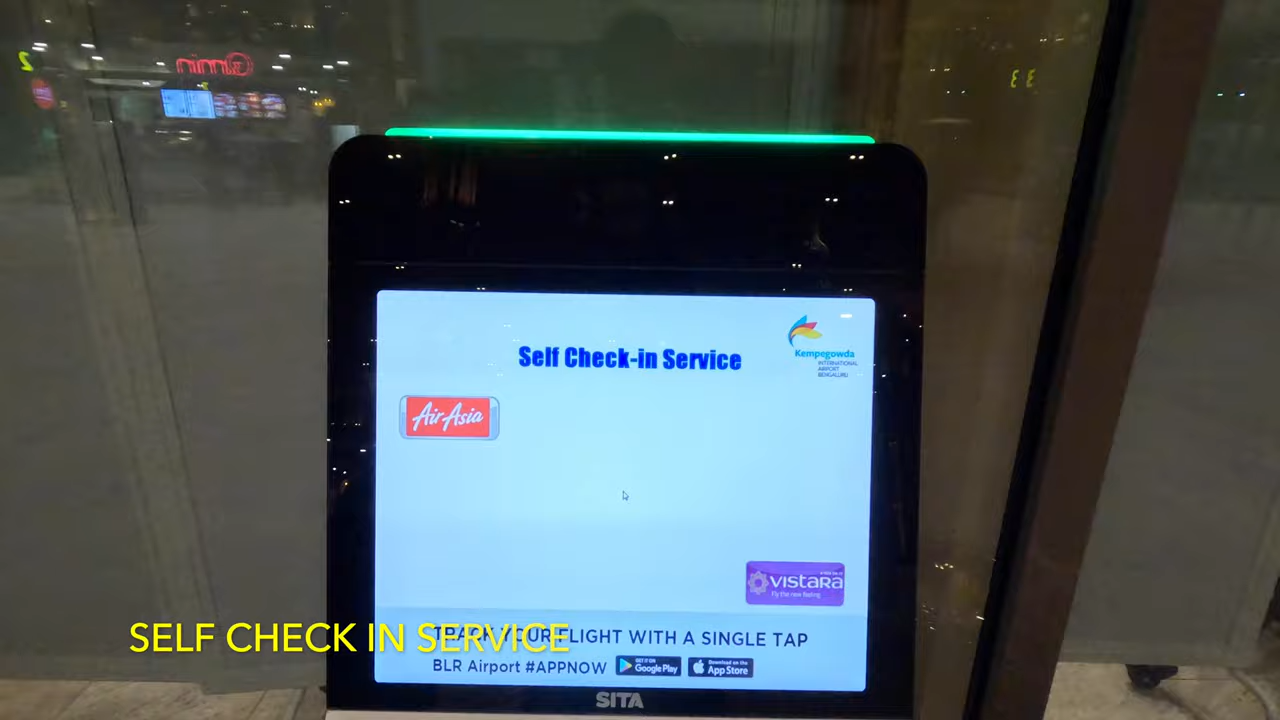 Self Check-in Service
Kempegowda
INTERNATIONAL
AIRPORT
BENGALURU
AirAsia
VISTARA
Fly the new feeling
TRACK YOUR FLIGHT WITH A SINGLE TAP
SELF CHECK IN SERVICE
BLR Airport #APPNOW
GET IT ON
Google Play
Download on the
App Store
SITA